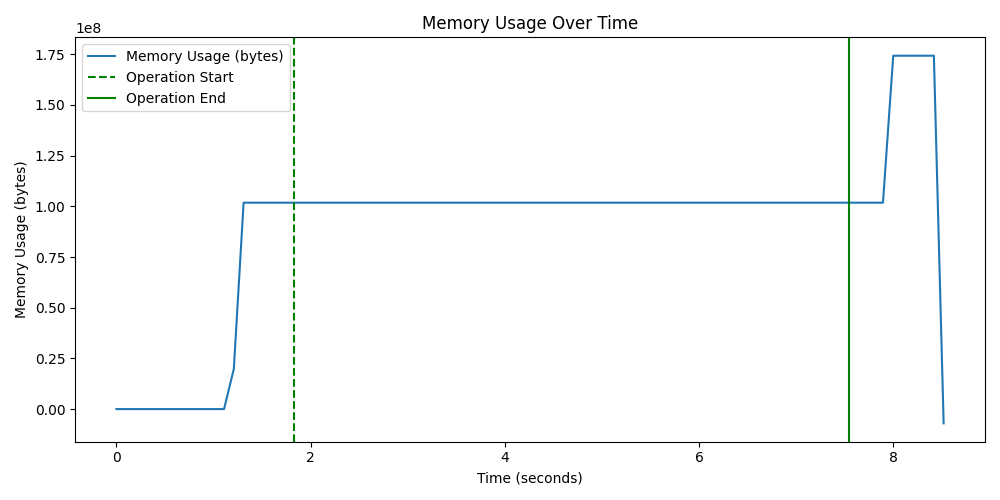 Memory Usage Over Time
1e8
Memory Usage (bytes)
Operation Start
Operation End
1.75
1.50
1.25
1.00
0.75
0.50
0.25
0.00
Memory Usage (bytes)
0 2 4 6 8
Time (seconds)